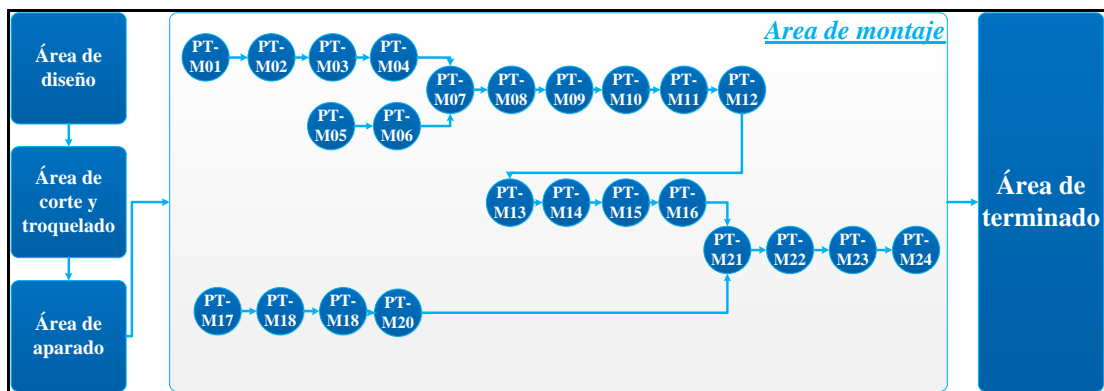 Área de
diseño
Área de
corte y
troquelado
Área de
aparado
Area de montaje
PT-
M01
PT-
M02
PT-
M03
PT-
M04
PT-
M05
PT-
M06
PT-
M07
PT-
M08
PT-
M09
PT-
M10
PT-
M11
PT-
M12
PT-
M13
PT-
M14
PT-
M15
PT-
M16
PT-
M17
PT-
M18
PT-
M18
PT-
M20
PT-
M21
PT-
M22
PT-
M23
PT-
M24
Área de
terminado